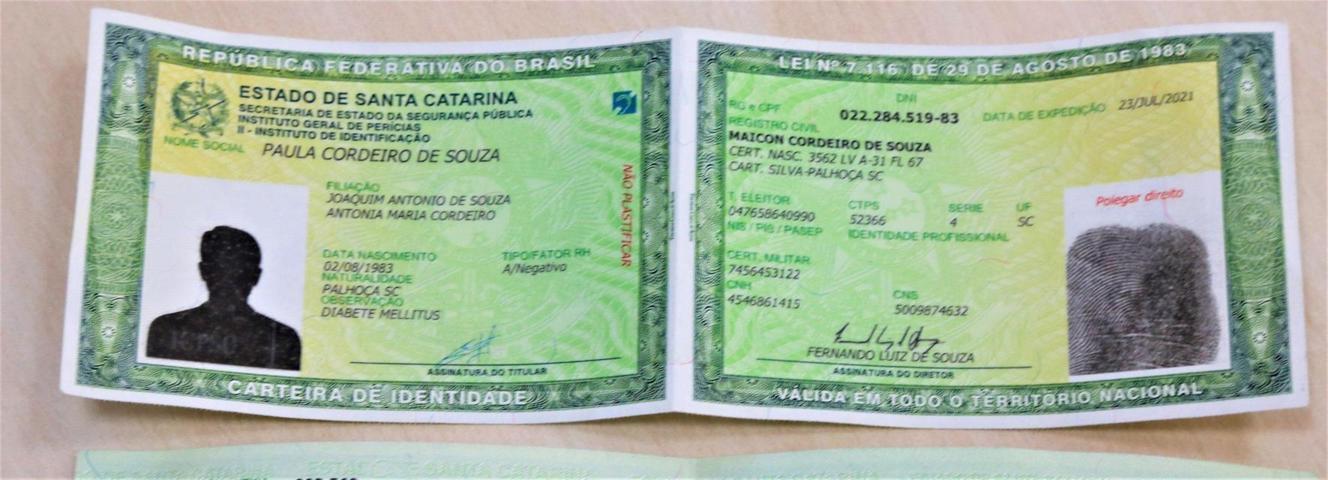 REPÚBLICA FEDERATIVA DO BRASIL
ESTADO DE SANTA CATARINA
SECRETARIA DE ESTADO DA SEGURANÇA PÚBLICA
INSTITUTO GERAL DE PERÍCIAS
II - INSTITUTO DE IDENTIFICAÇÃO
NOME SOCIAL PAULA CORDEIRO DE SOUZA
FILIAÇÃO
JOAQUIM ANTONIO DE SOUZA
ANTONIA MARIA CORDEIRO
NÃO PLASTIFICAR
DATA NASCIMENTO TIPO/FATOR RH
02/08/1983 A/Negativo
NATURALIDADE
PALHOÇA SC
OBSERVAÇÃO
DIABETE MELLITUS
ASSINATURA DO TITULAR
CARTEIRA DE IDENTIDADE
LEI Nº 7.116, DE 29 DE AGOSTO DE 1983
DNI
RG e CPF 022.284.519-83 DATA DE EXPEDIÇÃO 23/JUL/2021
REGISTRO CIVIL
MAICON CORDEIRO DE SOUZA
CERT. NASC. 3562 LV A-31 FL 67
CART. SILVA-PALHOÇA SC
T. ELEITOR CTPS SERIE UF
047658640990 52366 4 SC
NIS / PIS / PASEP IDENTIDADE PROFISSIONAL
CERT. MILITAR
7456453122
CNH CNS
4546861415 5009874632
Polegar direito
FERNANDO LUIZ DE SOUZA
ASSINATURA DO DIRETOR
VÁLIDA EM TODO O TERRITÓRIO NACIONAL
ESTADO DE SANTA CATARINA